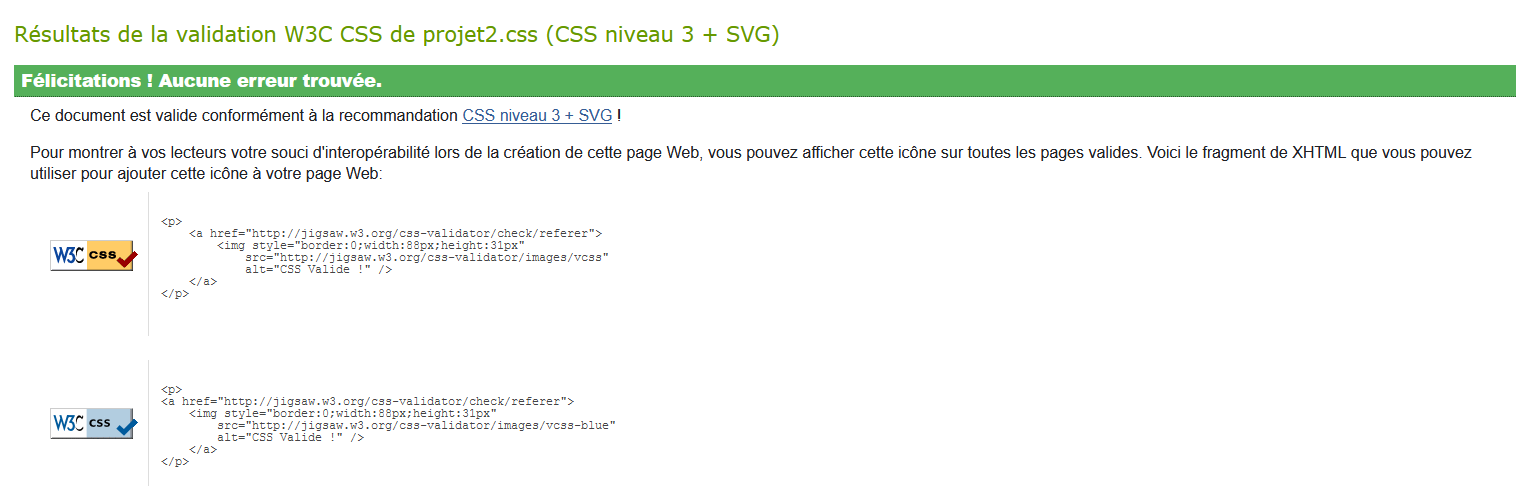 Résultats de la validation W3C CSS de projet2.css (CSS niveau 3 + SVG)
Félicitations ! Aucune erreur trouvée.
Ce document est valide conformément à la recommandation CSS niveau 3 + SVG !
Pour montrer à vos lecteurs votre souci d'interopérabilité lors de la création de cette page Web, vous pouvez afficher cette icône sur toutes les pages valides. Voici le fragment de XHTML que vous pouvez
utiliser pour ajouter cette icône à votre page Web:
W3C css
<p>
    <a href="http://jigsaw.w3.org/css-validator/check/referer">
        <img style="border:0;width:88px;height:31px"
            src="http://jigsaw.w3.org/css-validator/images/vcss"
            alt="CSS Valide !" />
    </a>
</p>
W3C css
<p>
<a href="http://jigsaw.w3.org/css-validator/check/referer">
    <img style="border:0;width:88px;height:31px"
        src="http://jigsaw.w3.org/css-validator/images/vcss-blue"
        alt="CSS Valide !" />
    </a>
</p>